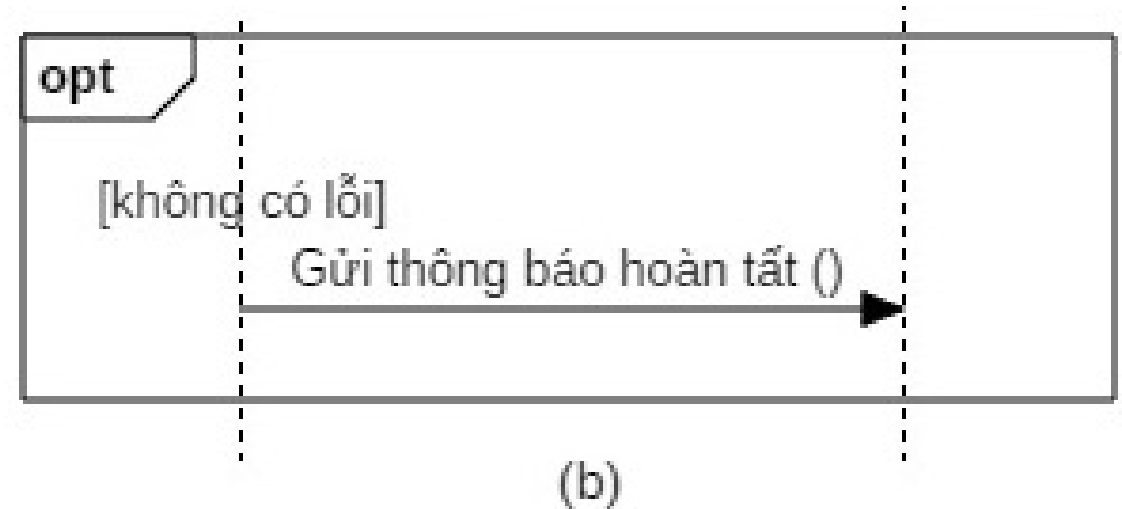 opt
[không có lỗi]
Gửi thông báo hoàn tất ()
(b)